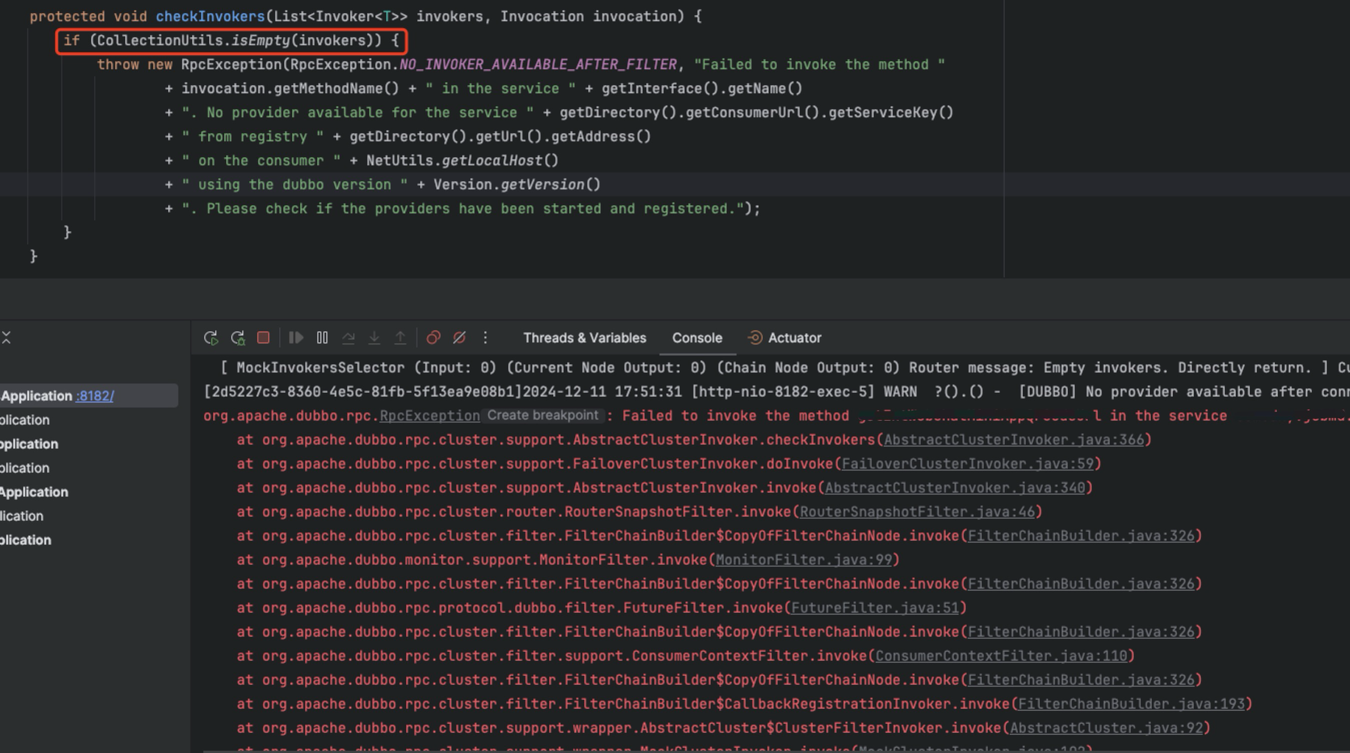 protected void checkInvokers(List<Invoker<T>> invokers, Invocation invocation) {
if (CollectionUtils.isEmpty(invokers)) {
throw new RpcException(RpcException.NO_INVOKER_AVAILABLE_AFTER_FILTER, "Failed to invoke the method "
+ invocation.getMethodName() + " in the service " + getInterface().getName()
+ ". No provider available for the service " + getDirectory().getConsumerUrl().getServiceKey()
+ " from registry " + getDirectory().getUrl().getAddress()
+ " on the consumer " + NetUtils.getLocalHost()
+ " using the dubbo version " + Version.getVersion()
+ ". Please check if the providers have been started and registered.");
}
}
Threads & Variables Console Actuator
[ MockInvokersSelector (Input: 0) (Current Node Output: 0) (Chain Node Output: 0) Router message: Empty invokers. Directly return. ] Cu
Application :8182/
[2d5227c3-8360-4e5c-81fb-5f13ea9e08b1]2024-12-11 17:51:31 [http-nio-8182-exec-5] WARN ?().() - [DUBBO] No provider available after conn
plication
org.apache.dubbo.rpc.RpcException Create breakpoint : Failed to invoke the method l in the service
pplication
at org.apache.dubbo.rpc.cluster.support.AbstractClusterInvoker.checkInvokers(AbstractClusterInvoker.java:366)
plication
at org.apache.dubbo.rpc.cluster.support.FailoverClusterInvoker.doInvoke(FailoverClusterInvoker.java:59)
Application
at org.apache.dubbo.rpc.cluster.support.AbstractClusterInvoker.invoke(AbstractClusterInvoker.java:340)
lication
at org.apache.dubbo.rpc.cluster.router.RouterSnapshotFilter.invoke(RouterSnapshotFilter.java:46)
plication
at org.apache.dubbo.rpc.cluster.filter.FilterChainBuilder$CopyOfFilterChainNode.invoke(FilterChainBuilder.java:326)
at org.apache.dubbo.monitor.support.MonitorFilter.invoke(MonitorFilter.java:99)
at org.apache.dubbo.rpc.cluster.filter.FilterChainBuilder$CopyOfFilterChainNode.invoke(FilterChainBuilder.java:326)
at org.apache.dubbo.rpc.protocol.dubbo.filter.FutureFilter.invoke(FutureFilter.java:51)
at org.apache.dubbo.rpc.cluster.filter.FilterChainBuilder$CopyOfFilterChainNode.invoke(FilterChainBuilder.java:326)
at org.apache.dubbo.rpc.cluster.filter.support.ConsumerContextFilter.invoke(ConsumerContextFilter.java:110)
at org.apache.dubbo.rpc.cluster.filter.FilterChainBuilder$CopyOfFilterChainNode.invoke(FilterChainBuilder.java:326)
at org.apache.dubbo.rpc.cluster.filter.FilterChainBuilder$CallbackRegistrationInvoker.invoke(FilterChainBuilder.java:193)
at org.apache.dubbo.rpc.cluster.support.wrapper.AbstractCluster$ClusterFilterInvoker.invoke(AbstractCluster.java:92)
at org.apache.dubbo.rpc.cluster.support.wrapper.MockClusterInvoker.invoke(MockClusterInvoker.java:103)